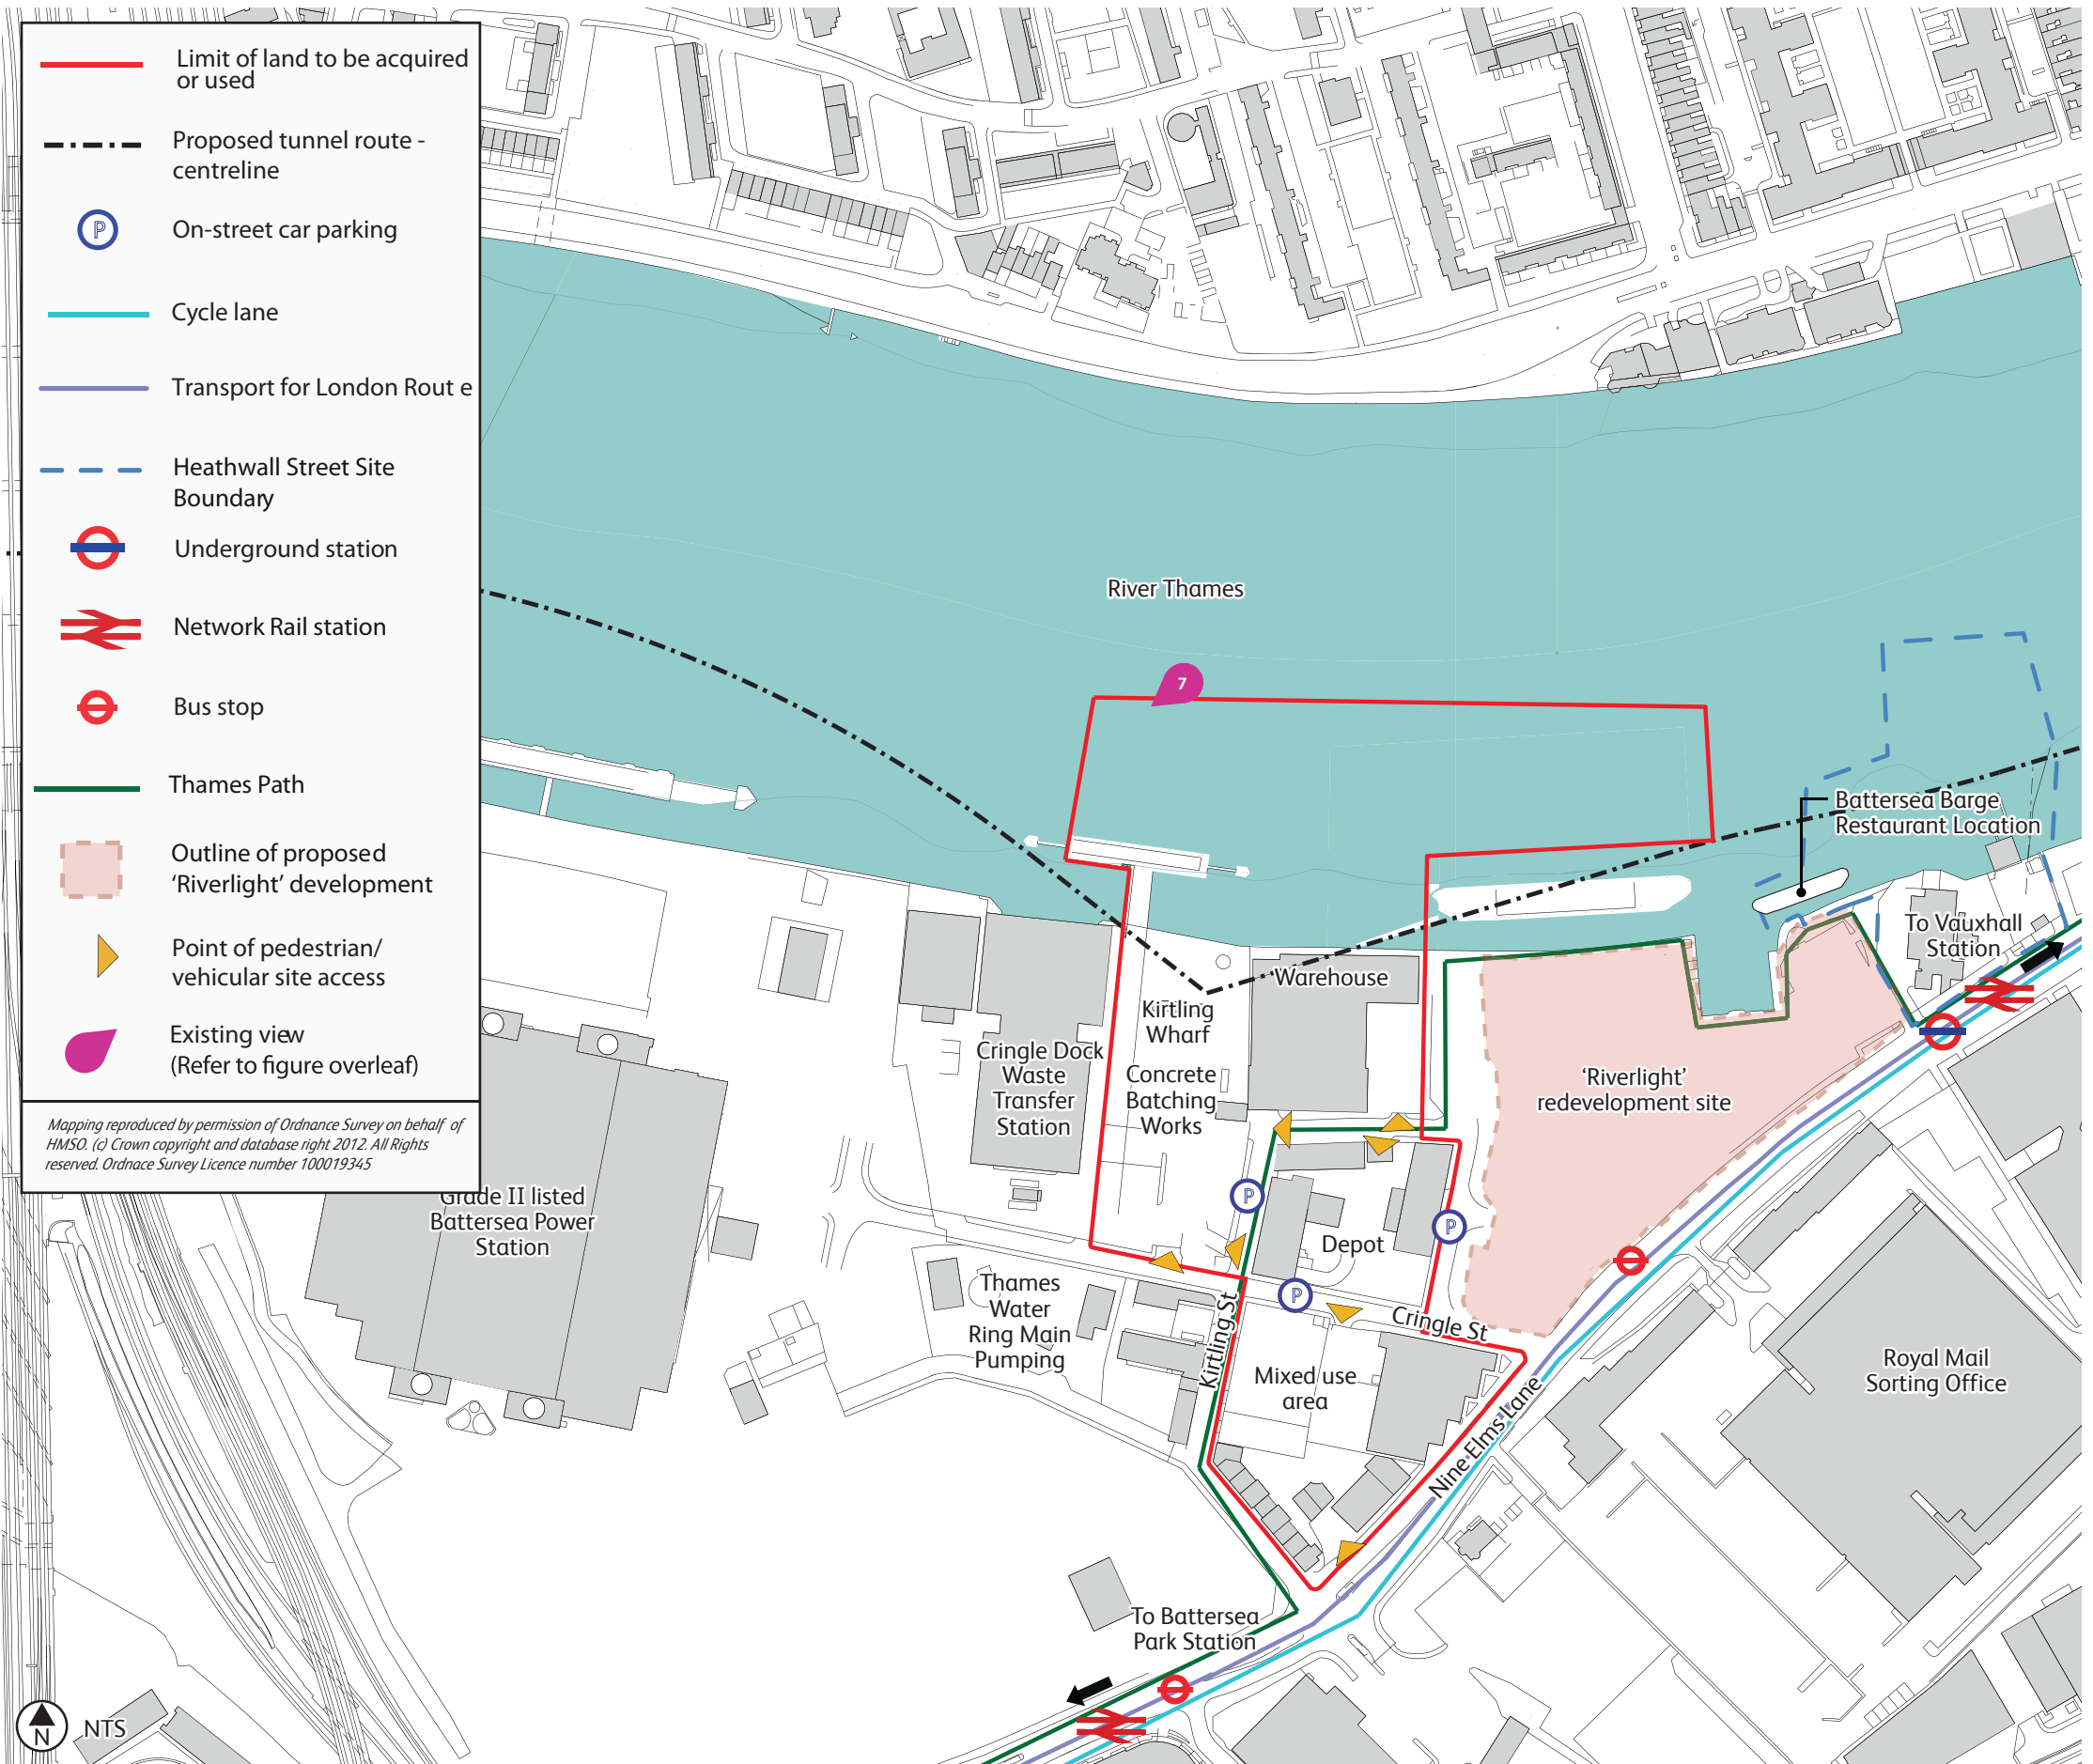 Limit of land to be acquired
or used
Proposed tunnel route -
centreline
P
On-street car parking
Cycle lane
Transport for London Rout e
Heathwall Street Site
Boundary
Underground station
Network Rail station
Bus stop
Thames Path
Outline of proposed
‘Riverlight’ development
Point of pedestrian/
vehicular site access
Existing view
(Refer to figure overleaf)
Mapping reproduced by permission of Ordnance Survey on behalf of
HMSO. (c) Crown copyright and database right 2012. All Rights
reserved. Ordnace Survey Licence number 100019345
River Thames
7
Battersea Barge
Restaurant Location
To Vauxhall
Station
Warehouse
Kirtling
Wharf
Cringle Dock
Waste
Transfer
Station
Concrete
Batching
Works
‘Riverlight’
redevelopment site
P
P
Grade II listed
Battersea Power
Station
Depot
Thames
Water
Ring Main
Pumping
P
Kirtling St
Cringle St
Mixed use
area
Royal Mail
Sorting Office
Nine Elms Lane
To Battersea
Park Station
N
NTS